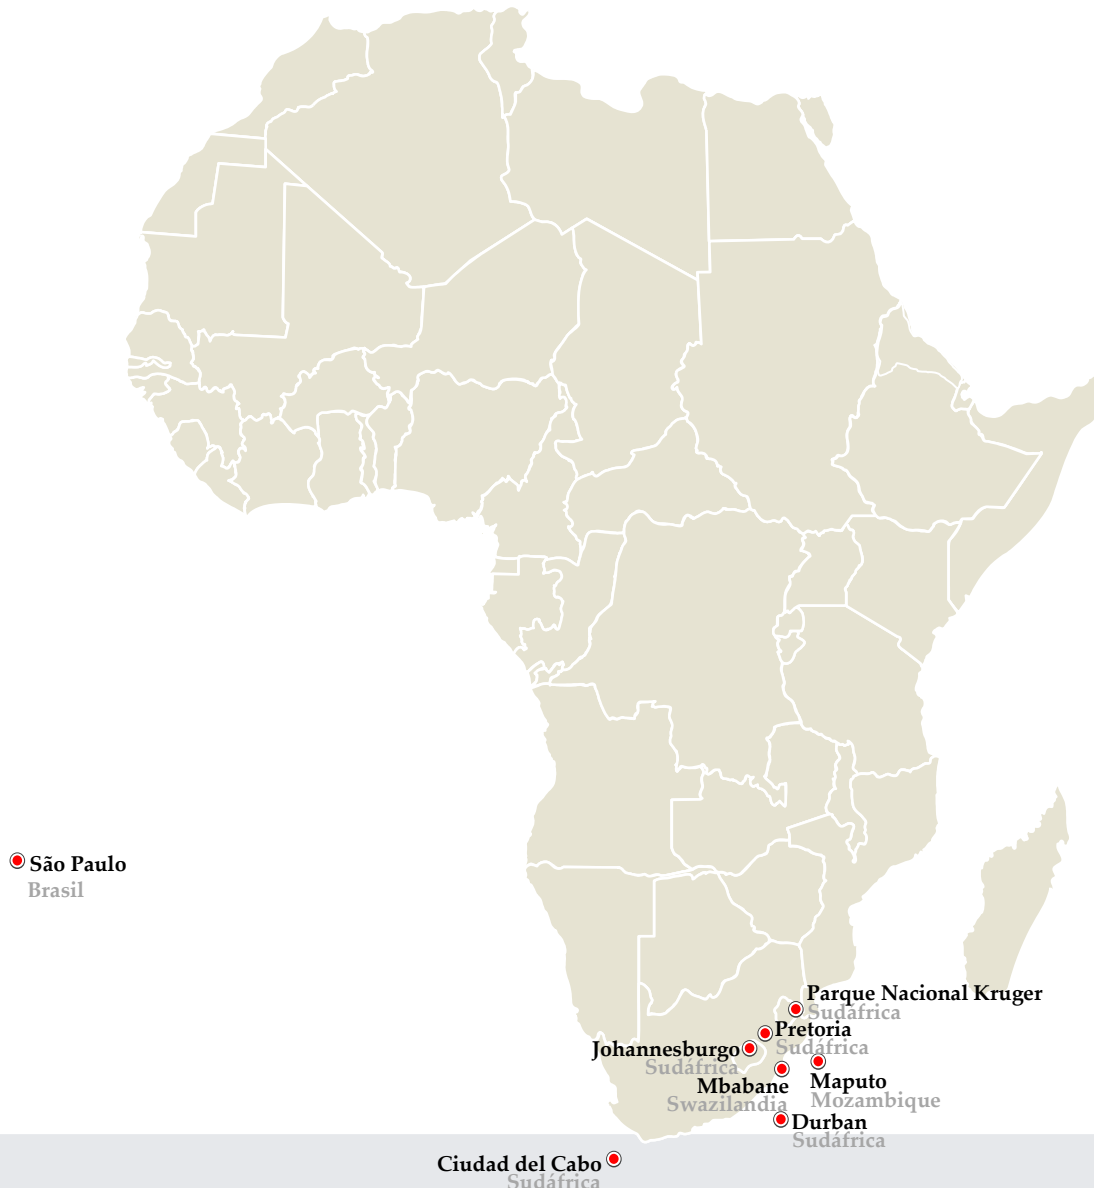 São Paulo
Brasil
Parque Nacional Kruger
Sudáfrica
Pretoria
Sudáfrica
Johannesburgo
Sudáfrica
Mbabane
Swazilandia
Maputo
Mozambique
Durban
Sudáfrica
Ciudad del Cabo
Sudáfrica